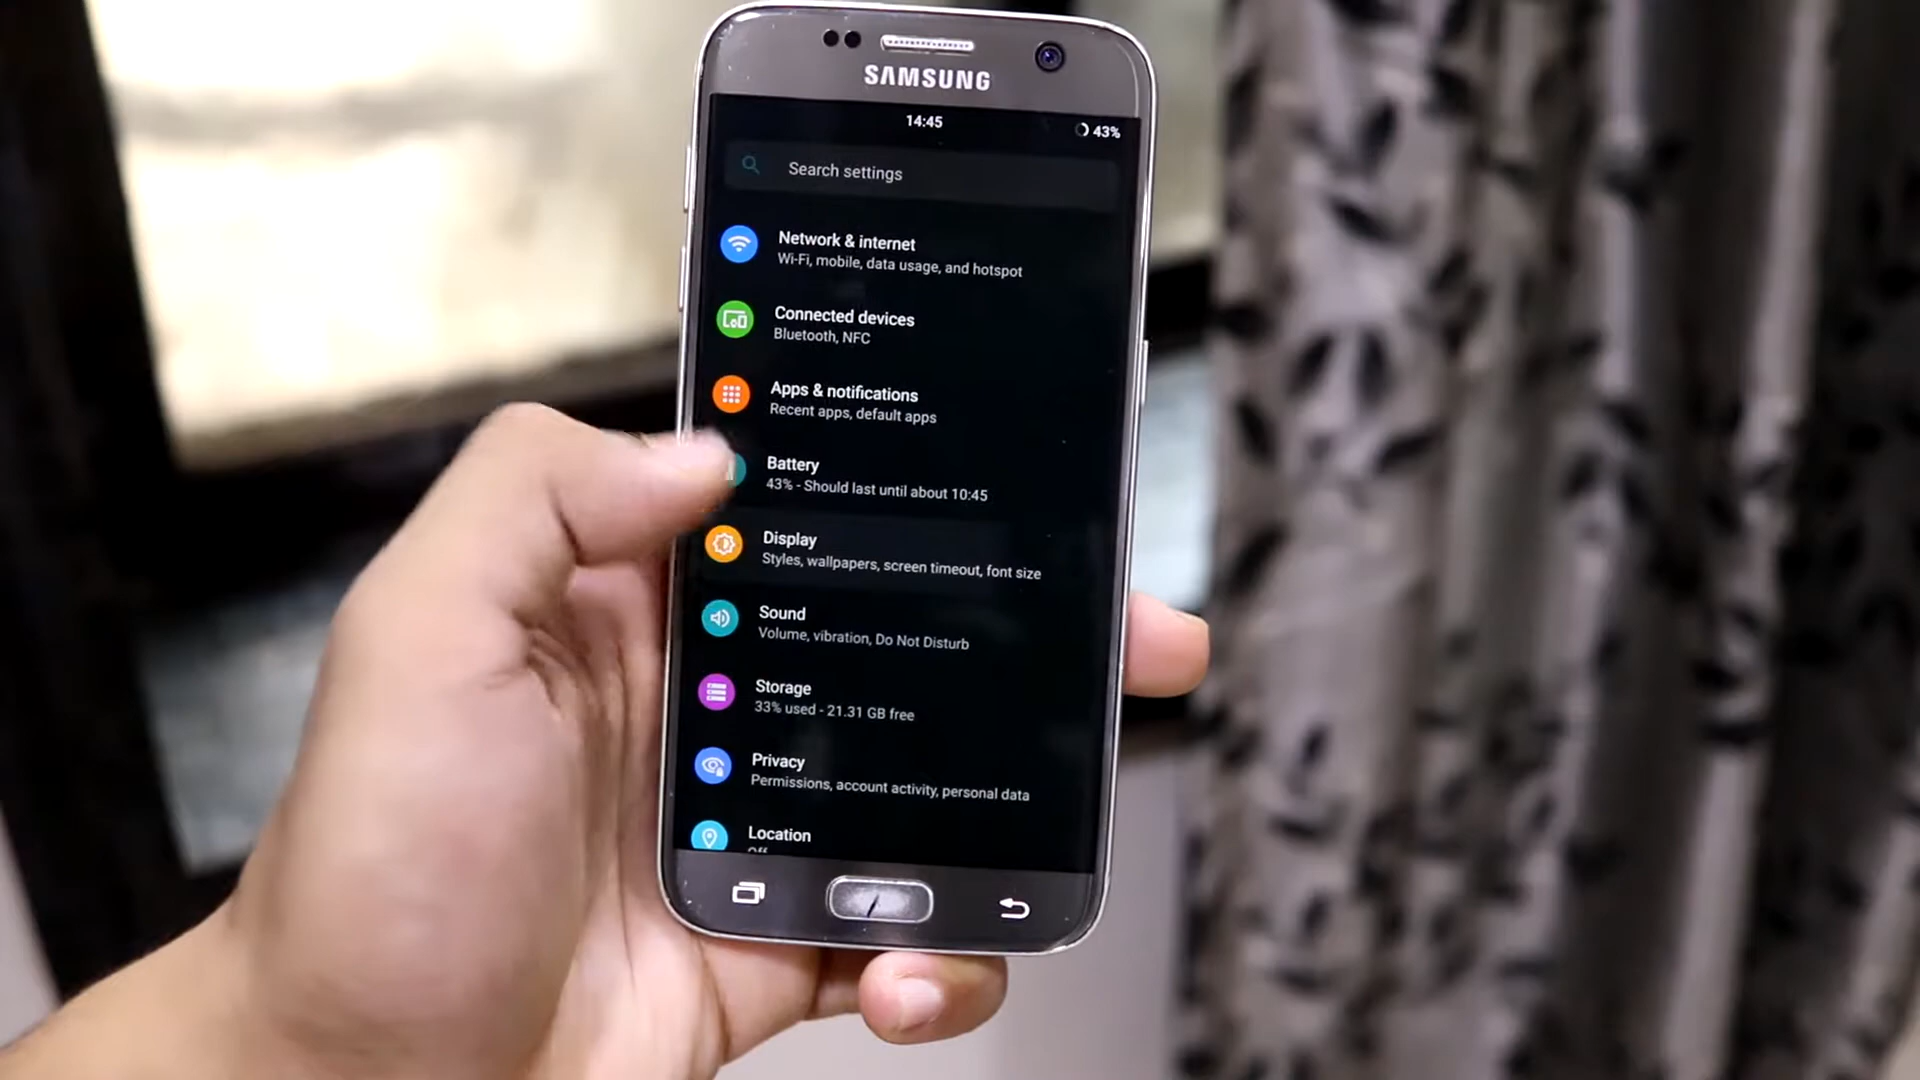 SAMSUNG
14:45
43%
Search settings
Network & internet
Wi-Fi, mobile, data usage, and hotspot
Connected devices
Bluetooth, NFC
Apps & notifications
Recent apps, default apps
Battery
43% - Should last until about 10:45
Display
Styles, wallpapers, screen timeout, font size
Sound
Volume, vibration, Do Not Disturb
Storage
33% used - 21.31 GB free
Privacy
Permissions, account activity, personal data
Location
Off